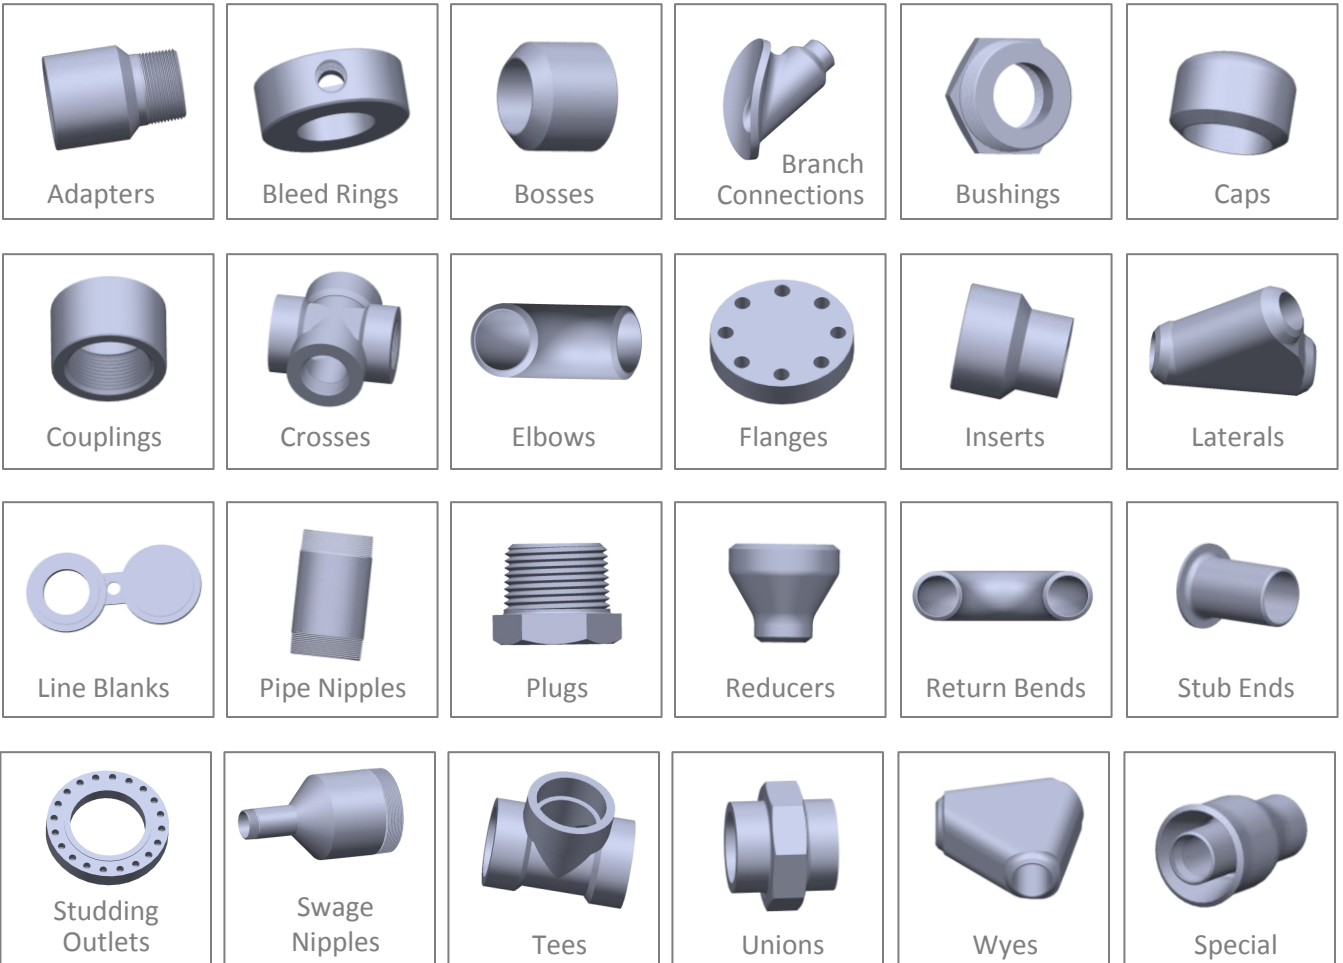 Adapters
Bleed Rings
Bosses
Branch
Connections
Bushings
Caps
Couplings
Crosses
Elbows
Flanges
Inserts
Laterals
Line Blanks
Pipe Nipples
Plugs
Reducers
Return Bends
Stub Ends
Studding
Outlets
Swage
Nipples
Tees
Unions
Wyes
Special